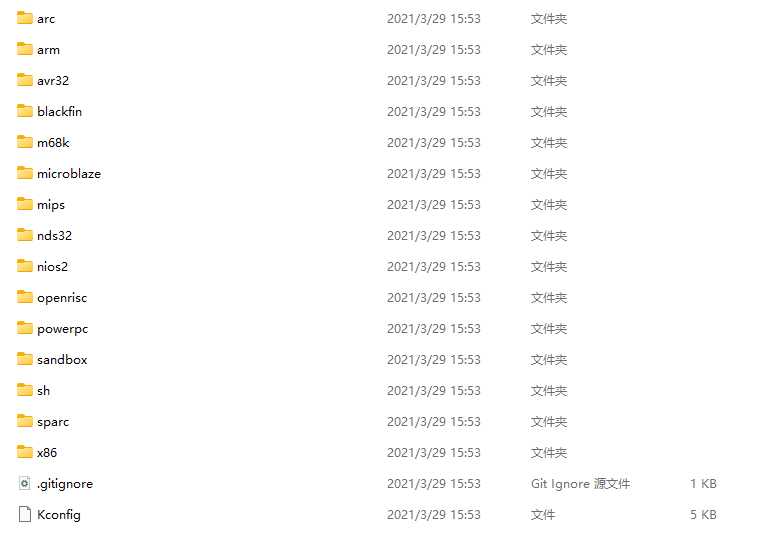 arc 2021/3/29 15:53 文件夹
arm 2021/3/29 15:53 文件夹
avr32 2021/3/29 15:53 文件夹
blackfin 2021/3/29 15:53 文件夹
m68k 2021/3/29 15:53 文件夹
microblaze 2021/3/29 15:53 文件夹
mips 2021/3/29 15:53 文件夹
nds32 2021/3/29 15:53 文件夹
nios2 2021/3/29 15:53 文件夹
openrisc 2021/3/29 15:53 文件夹
powerpc 2021/3/29 15:53 文件夹
sandbox 2021/3/29 15:53 文件夹
sh 2021/3/29 15:53 文件夹
sparc 2021/3/29 15:53 文件夹
x86 2021/3/29 15:53 文件夹
.gitignore 2021/3/29 15:53 Git Ignore 源文件 1 KB
Kconfig 2021/3/29 15:53 文件 5 KB